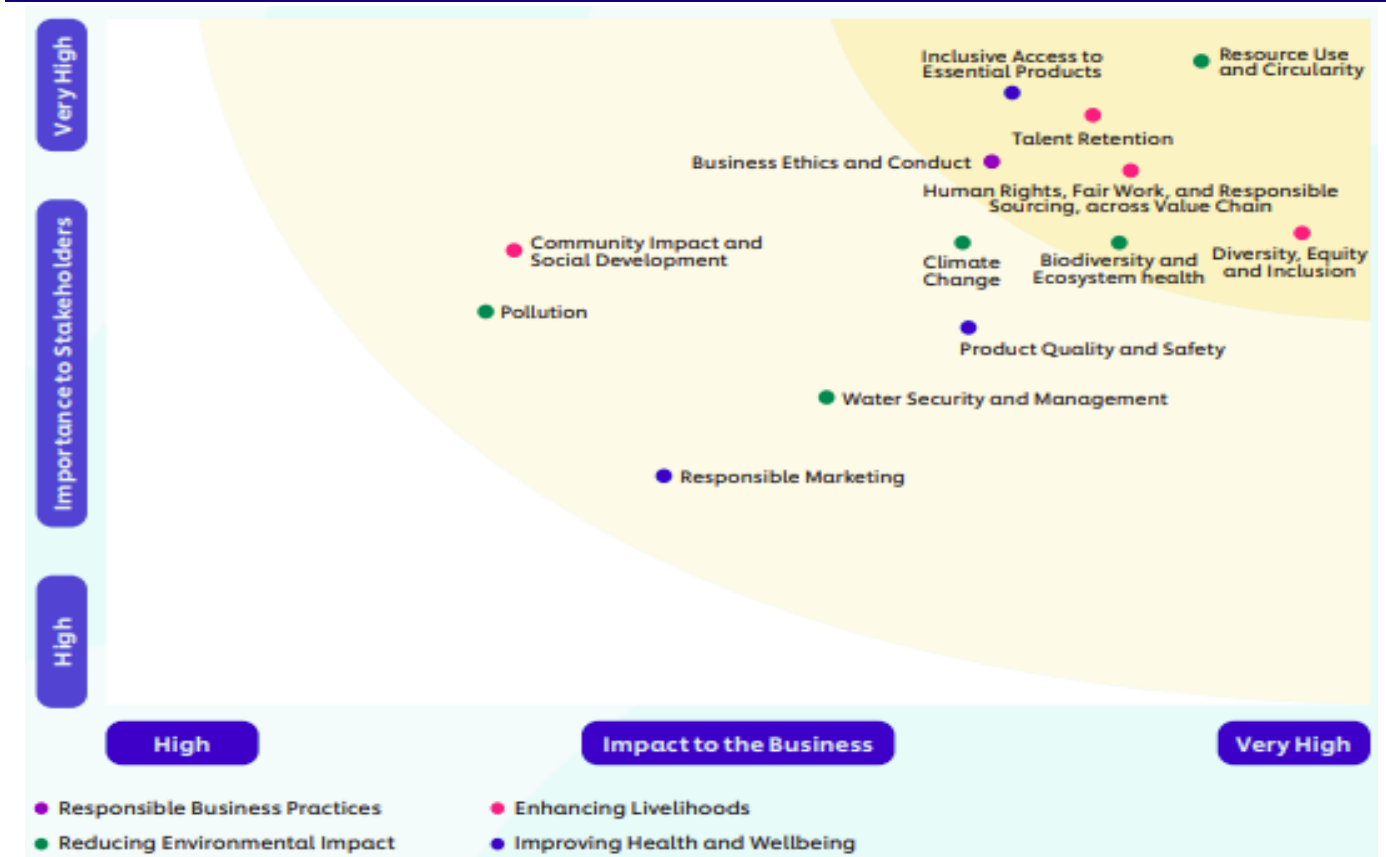 Very High
Importance to Stakeholders
High
Inclusive Access to
Essential Products
Resource Use
and Circularity
Talent Retention
Business Ethics and Conduct
Human Rights, Fair Work, and Responsible
Sourcing, across Value Chain
Community Impact and
Social Development
Climate
Change
Biodiversity and
Ecosystem health
Diversity, Equity
and Inclusion
Pollution
Product Quality and Safety
Water Security and Management
Responsible Marketing
High
Impact to the Business
Very High
Responsible Business Practices
Enhancing Livelihoods
Reducing Environmental Impact
Improving Health and Wellbeing